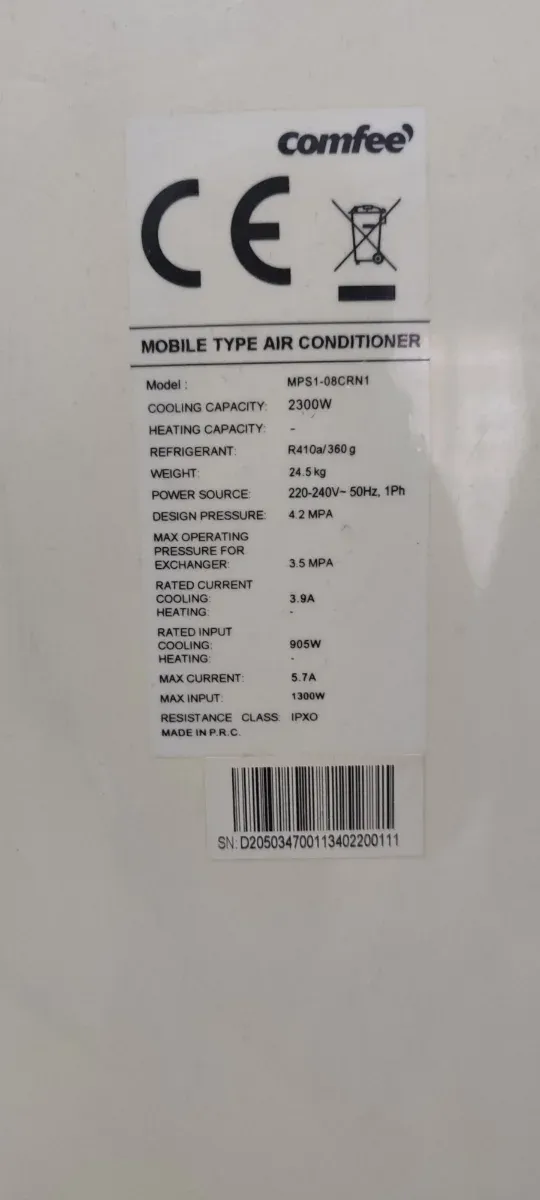 comfee'
CE
MOBILE TYPE AIR CONDITIONER
Model : MPS1-08CRN1
COOLING CAPACITY: 2300W
HEATING CAPACITY: -
REFRIGERANT: R410a/360 g
WEIGHT: 24.5 kg
POWER SOURCE: 220-240V~ 50Hz, 1Ph
DESIGN PRESSURE: 4.2 MPA
MAX OPERATING
PRESSURE FOR
EXCHANGER: 3.5 MPA
RATED CURRENT
COOLING: 3.9A
HEATING: -
RATED INPUT
COOLING: 905W
HEATING: -
MAX CURRENT: 5.7A
MAX INPUT: 1300W
RESISTANCE CLASS: IPXO
MADE IN P.R.C.
SN: D205034700113402200111